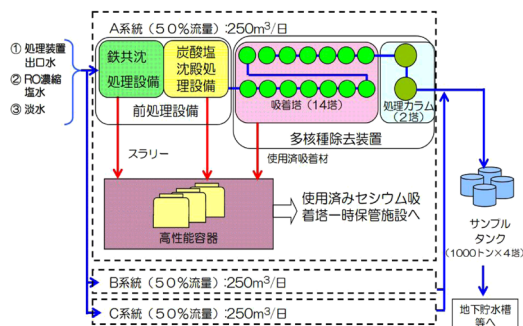 A系統（50％流量）:250m³/日
① 処理装置
出口水
② RO濃縮
塩水
③ 淡水
鉄共沈
処理設備
炭酸塩
沈殿処
理設備
前処理設備
吸着塔（14塔）
処理カラム
（2塔）
多核種除去装置
スラリー
使用済吸着材
高性能容器
使用済みセシウム吸
着塔一時保管施設へ
サンプル
タンク
（1000トン×4塔）
B系統（50％流量）:250m³/日
C系統（50％流量）:250m³/日
地下貯水槽
等へ